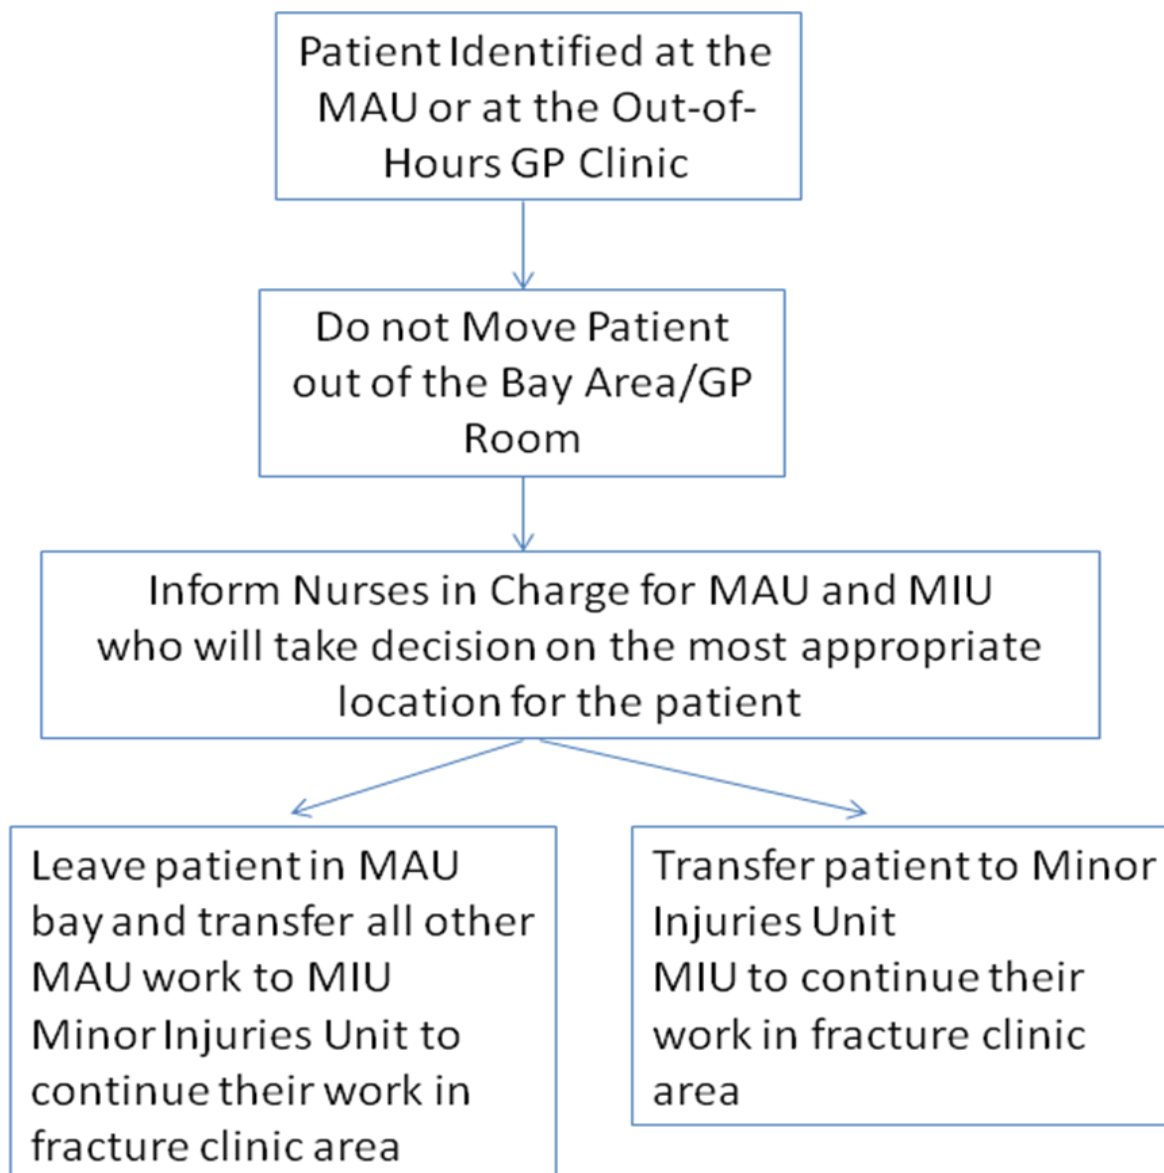 Patient Identified at the
MAU or at the Out-of-
Hours GP Clinic
Do not Move Patient
out of the Bay Area/GP
Room
Inform Nurses in Charge for MAU and MIU
who will take decision on the most appropriate
location for the patient
Leave patient in MAU
bay and transfer all other
MAU work to MIU
Minor Injuries Unit to
continue their work in
fracture clinic area
Transfer patient to Minor
Injuries Unit
MIU to continue their
work in fracture clinic
area